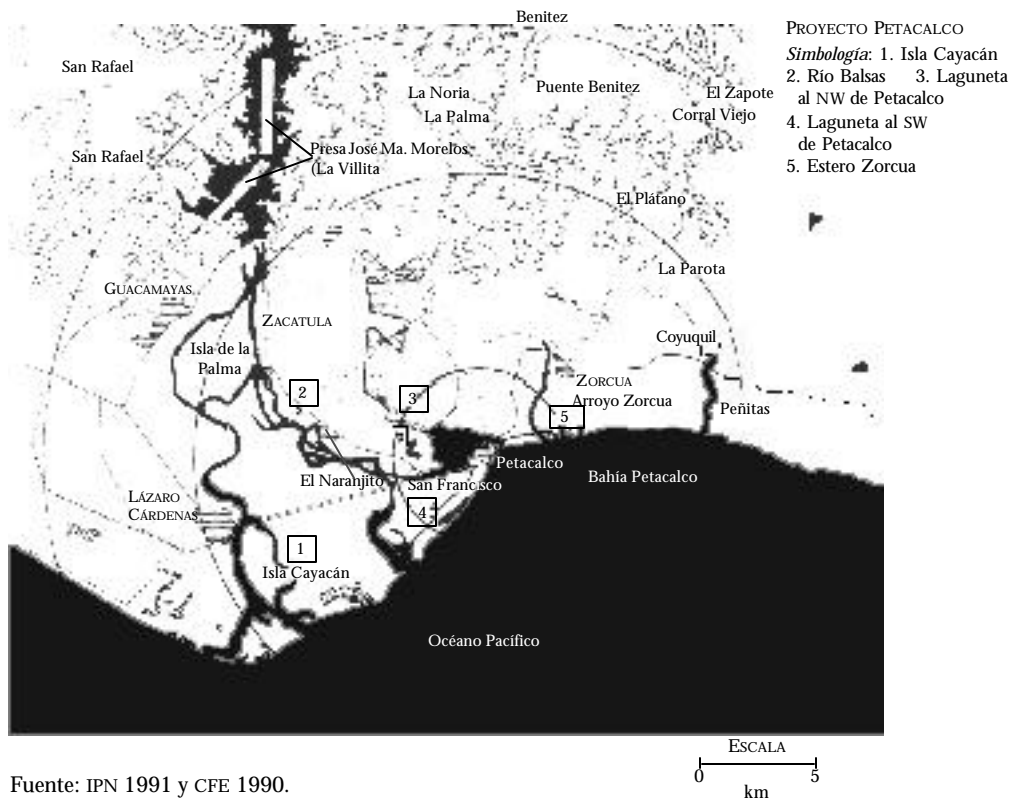 Benitez
PROYECTO PETACALCO
Simbología: 1. Isla Cayacán
2. Río Balsas 3. Laguneta
al NW de Petacalco
4. Laguneta al SW
de Petacalco
5. Estero Zorcua
San Rafael
La Noria
La Palma
Puente Benitez
El Zapote
Corral Viejo
San Rafael
Presa José Ma. Morelos
(La Villita
El Plátano
La Parota
GUACAMAYAS
ZACATULA
Isla de la
Palma
Coyuquil
ZORCUA
Arroyo Zorcua
Peñitas
2
3
5
Petacalco
Bahía Petacalco
El Naranjito
San Francisco
LÁZARO
CÁRDENAS
4
1
Isla Cayacán
Océano Pacífico
ESCALA
0 5
km
Fuente: IPN 1991 y CFE 1990.